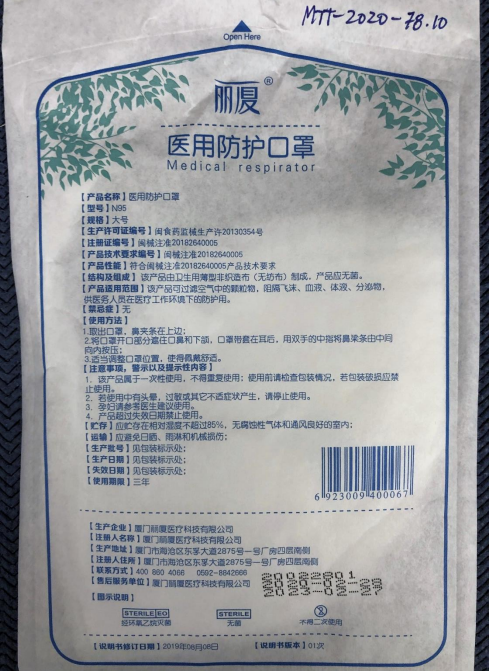 MTT-2020-78.10
Open Here
丽厦®
医用防护口罩
Medical respirator
【产品名称】医用防护口罩
【型号】N95
【规格】大号
【生产许可证编号】闽食药监械生产许20130354号
【注册证编号】闽械注准20182640005
【产品技术要求编号】闽械注准20182640005
【产品性能】符合闽械注准20182640005产品技术要求
【结构及组成】该产品由卫生用薄型非织造布（无纺布）制成，产品应无菌。
【产品适用范围】该产品可过滤空气中的颗粒物，阻隔飞沫、血液、体液、分泌物，
供医务人员在医疗工作环境下的防护用。
【禁忌症】无
【使用方法】
1.取出口罩，鼻夹条在上边；
2.将口罩开口部分遮住口鼻和下颌，口罩带套在耳后，用双手的中指将鼻梁条由中间
向内按压；
3.适当调整口罩位置，使得佩戴舒适。
【注意事项，警示以及提示性内容】
1．该产品属于一次性使用，不得重复使用；使用前请检查包装情况，若包装破损应禁
止使用。
2．若使用中有头晕，过敏或其它不适症状产生，请停止使用。
3．孕妇请参考医生建议使用。
4．产品超过失效日期禁止使用。
【贮存】应贮存在相对湿度不超过85%，无腐蚀性气体和通风良好的室内；
【运输】应避免日晒、雨淋和机械损伤；
【生产批号】见包装标示处；
【生产日期】见包装标示处；
【失效日期】见包装标示处；
【使用期限】三年
6 923009 400067
【生产企业】厦门丽厦医疗科技有限公司
【注册人名称】厦门丽厦医疗科技有限公司
【生产地址】厦门市海沧区东孚大道2875号一号厂房四层南侧
【注册人住所】厦门市海沧区东孚大道2875号一号厂房四层南侧
【联系方式】400 880 4066 0592-8842666
【售后服务单位】厦门丽厦医疗科技有限公司
【图示说明】
STERILE EO
STERILE
经环氧乙烷灭菌
无菌
不得二次使用
【说明书修订日期】2019年08月08日
【说明书版本】01次